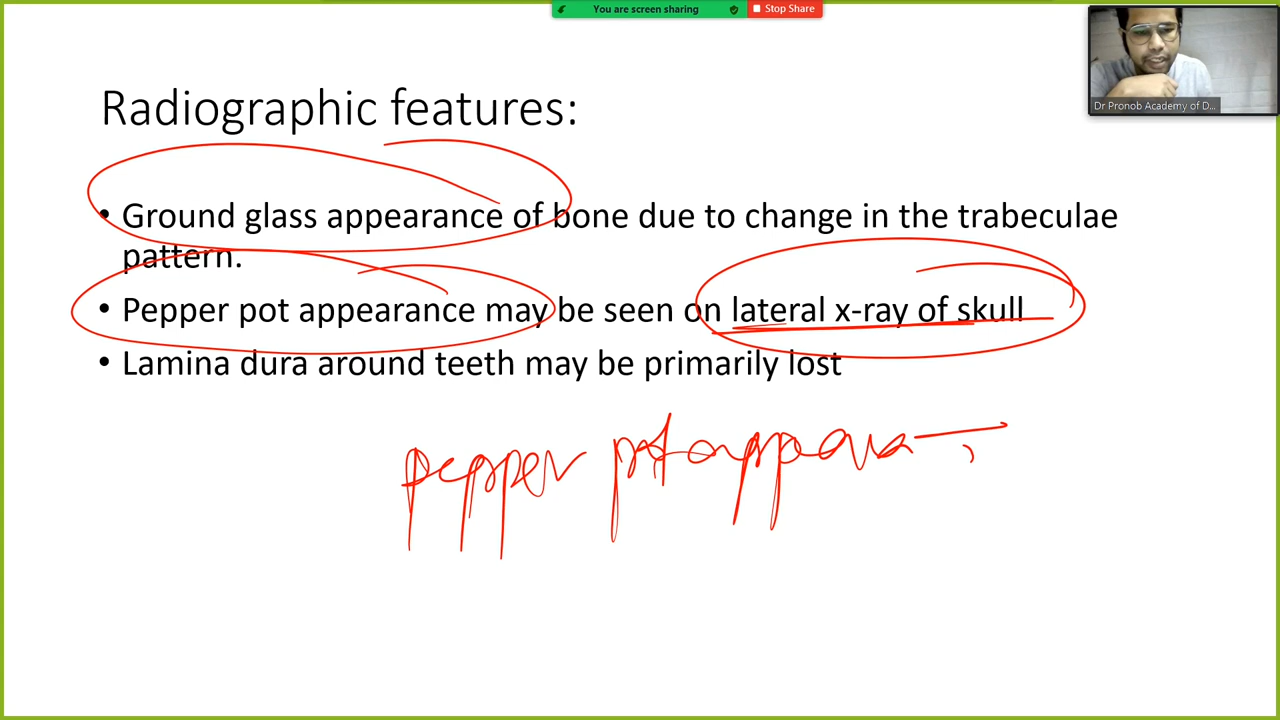 You are screen sharing
Stop Share
Dr Pronob Academy of D...
Radiographic features:
• Ground glass appearance of bone due to change in the trabeculae
pattern.
• Pepper pot appearance may be seen on lateral x-ray of skull
• Lamina dura around teeth may be primarily lost
pepper pot